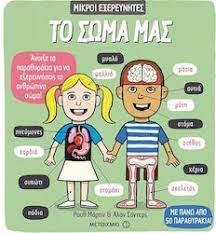 ΜΙΚΡΟΙ ΕΞΕΡΕΥΝΗΤΕΣ
ΤΟ ΣΩΜΑ ΜΑΣ
Άνοιξε τα
παραθυράκια για να
εξερευνήσεις το
ανθρώπινο
σώμα!
μυαλό
μαλλιά
μάτια
αυτιά
μύτη
στόμα
πνεύμονες
καρδιά
στήθος
χέρια
συκώτι
στομάχι
σκελετός
πόδια
Ρουθ Μάρτιν & Άλαν Σάντερς
ΜΕΤΑΙΧΜΙΟ
ΜΕ ΠΑΝΩ ΑΠΟ
50 ΠΑΡΑΘΥΡΑΚΙΑ!